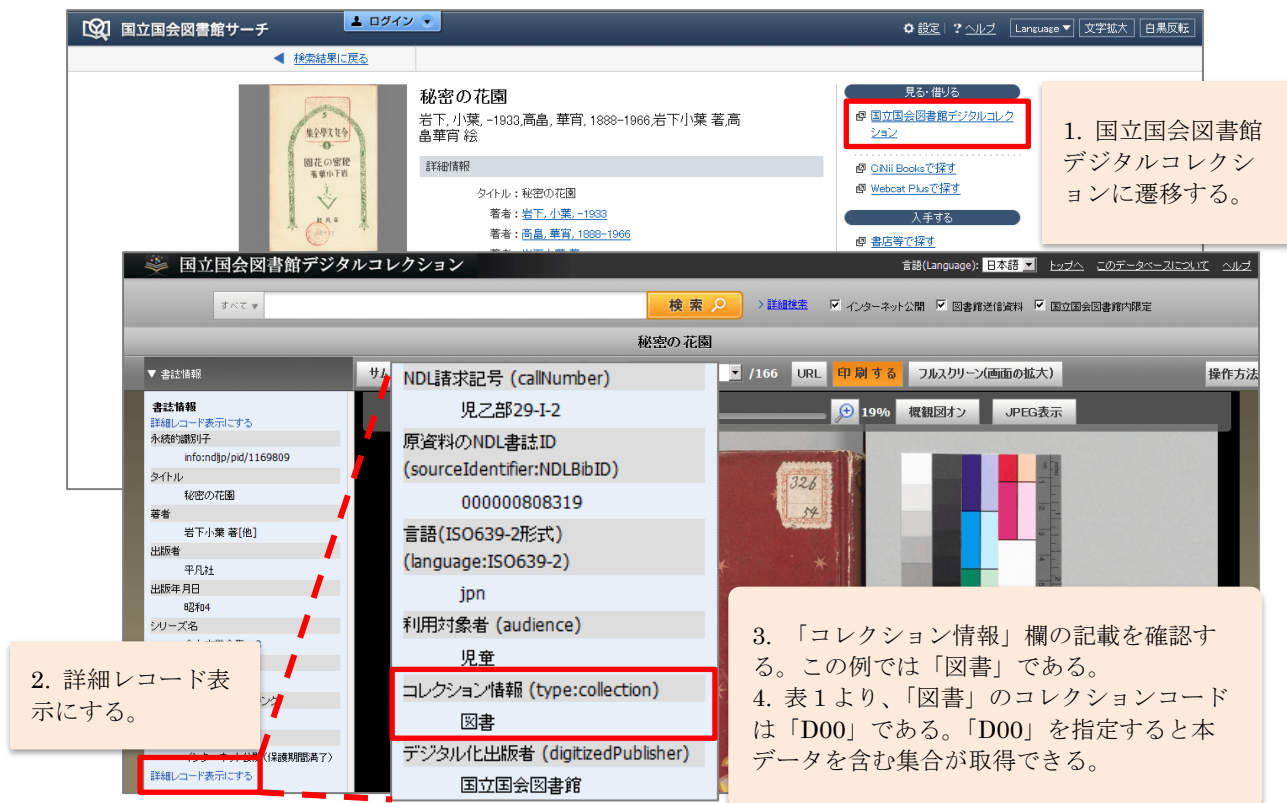 国立国会図書館サーチ
ログイン
設定 | ? ヘルプ Language▼ 文字拡大 白黒反転
◀ 検索結果に戻る
秘密の花園
岩下, 小葉, -1933,高畠, 華宵, 1888-1966,岩下小葉 著,高
畠華宵 絵
詳細情報
タイトル : 秘密の花園
著者 : 岩下, 小葉, -1933
著者 : 高畠, 華宵, 1888-1966
見る・借りる
国立国会図書館デジタルコレク
ション
CiNii Booksで探す
Webcat Plusで探す
入手する
書店等で探す
1. 国立国会図書館
デジタルコレクシ
ョンに遷移する。
国立国会図書館デジタルコレクション
言語(Language): 日本語 トップへ このデータベースについて ヘルプ
すべて▼ 検 索 >詳細検索 インターネット公開 図書館送信資料 国立国会図書館内限定
秘密の花園
▼ 書誌情報
サム
/166 URL 印 刷 す る フルスクリーン(画面の拡大) 操作方法
19% 概観図オン JPEG表示
書誌情報
詳細レコード表示にする
永続的識別子
info:ndljp/pid/1169809
タイトル
秘密の花園
著者
岩下小葉 著[他]
出版者
平凡社
出版年月日
昭和4
シリーズ名
(保護期間満了)
詳細レコード表示にする
2. 詳細レコード表
示にする。
NDL請求記号 (callNumber)
児乙部29-I-2
原資料のNDL書誌ID
(sourceIdentifier:NDLBibID)
000000808319
言語(ISO639-2形式)
(language:ISO639-2)
jpn
利用対象者 (audience)
児童
コレクション情報 (type:collection)
図書
デジタル化出版者 (digitizedPublisher)
国立国会図書館
326
54
3. 「コレクション情報」欄の記載を確認す
る。この例では「図書」である。
4. 表１より、「図書」のコレクションコード
は「D00」である。「D00」を指定すると本
データを含む集合が取得できる。